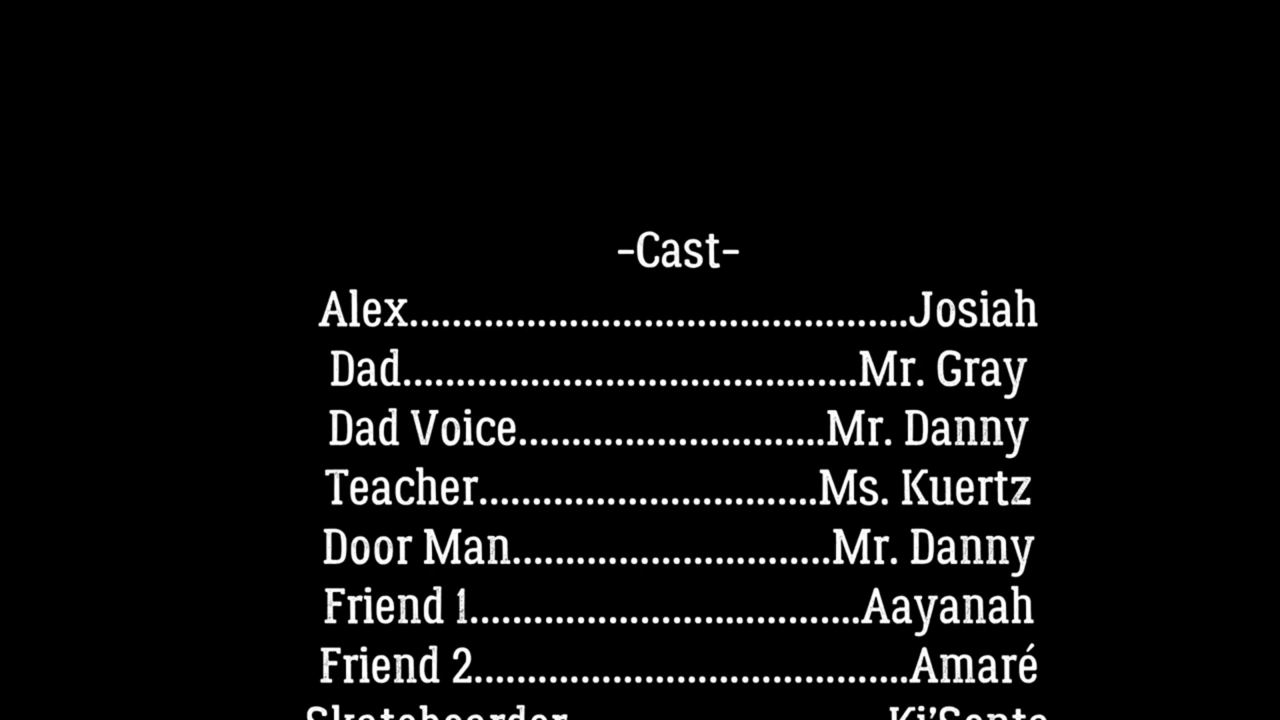 -Cast-
Alex...............................................Josiah
Dad...........................................Mr. Gray
Dad Voice.............................Mr. Danny
Teacher................................Ms. Kuertz
Door Man..............................Mr. Danny
Friend 1.....................................Aayanah
Friend 2.........................................Amaré
Skateboarder